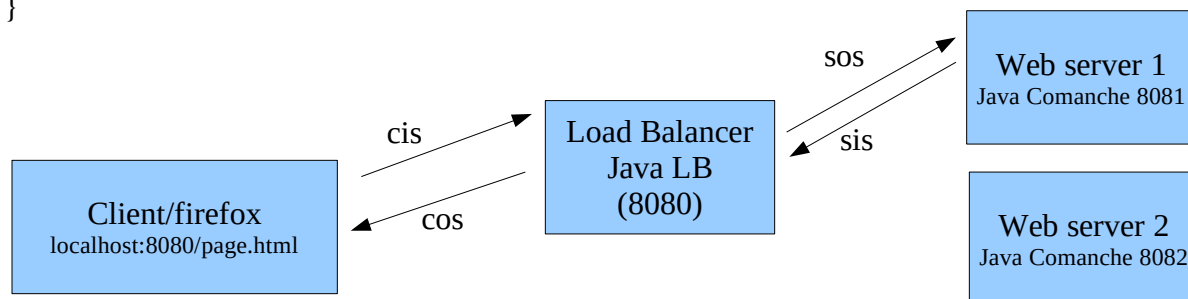 }
Client/firefox
localhost:8080/page.html
cis
cos
Load Balancer
Java LB
(8080)
sos
sis
Web server 1
Java Comanche 8081
Web server 2
Java Comanche 8082